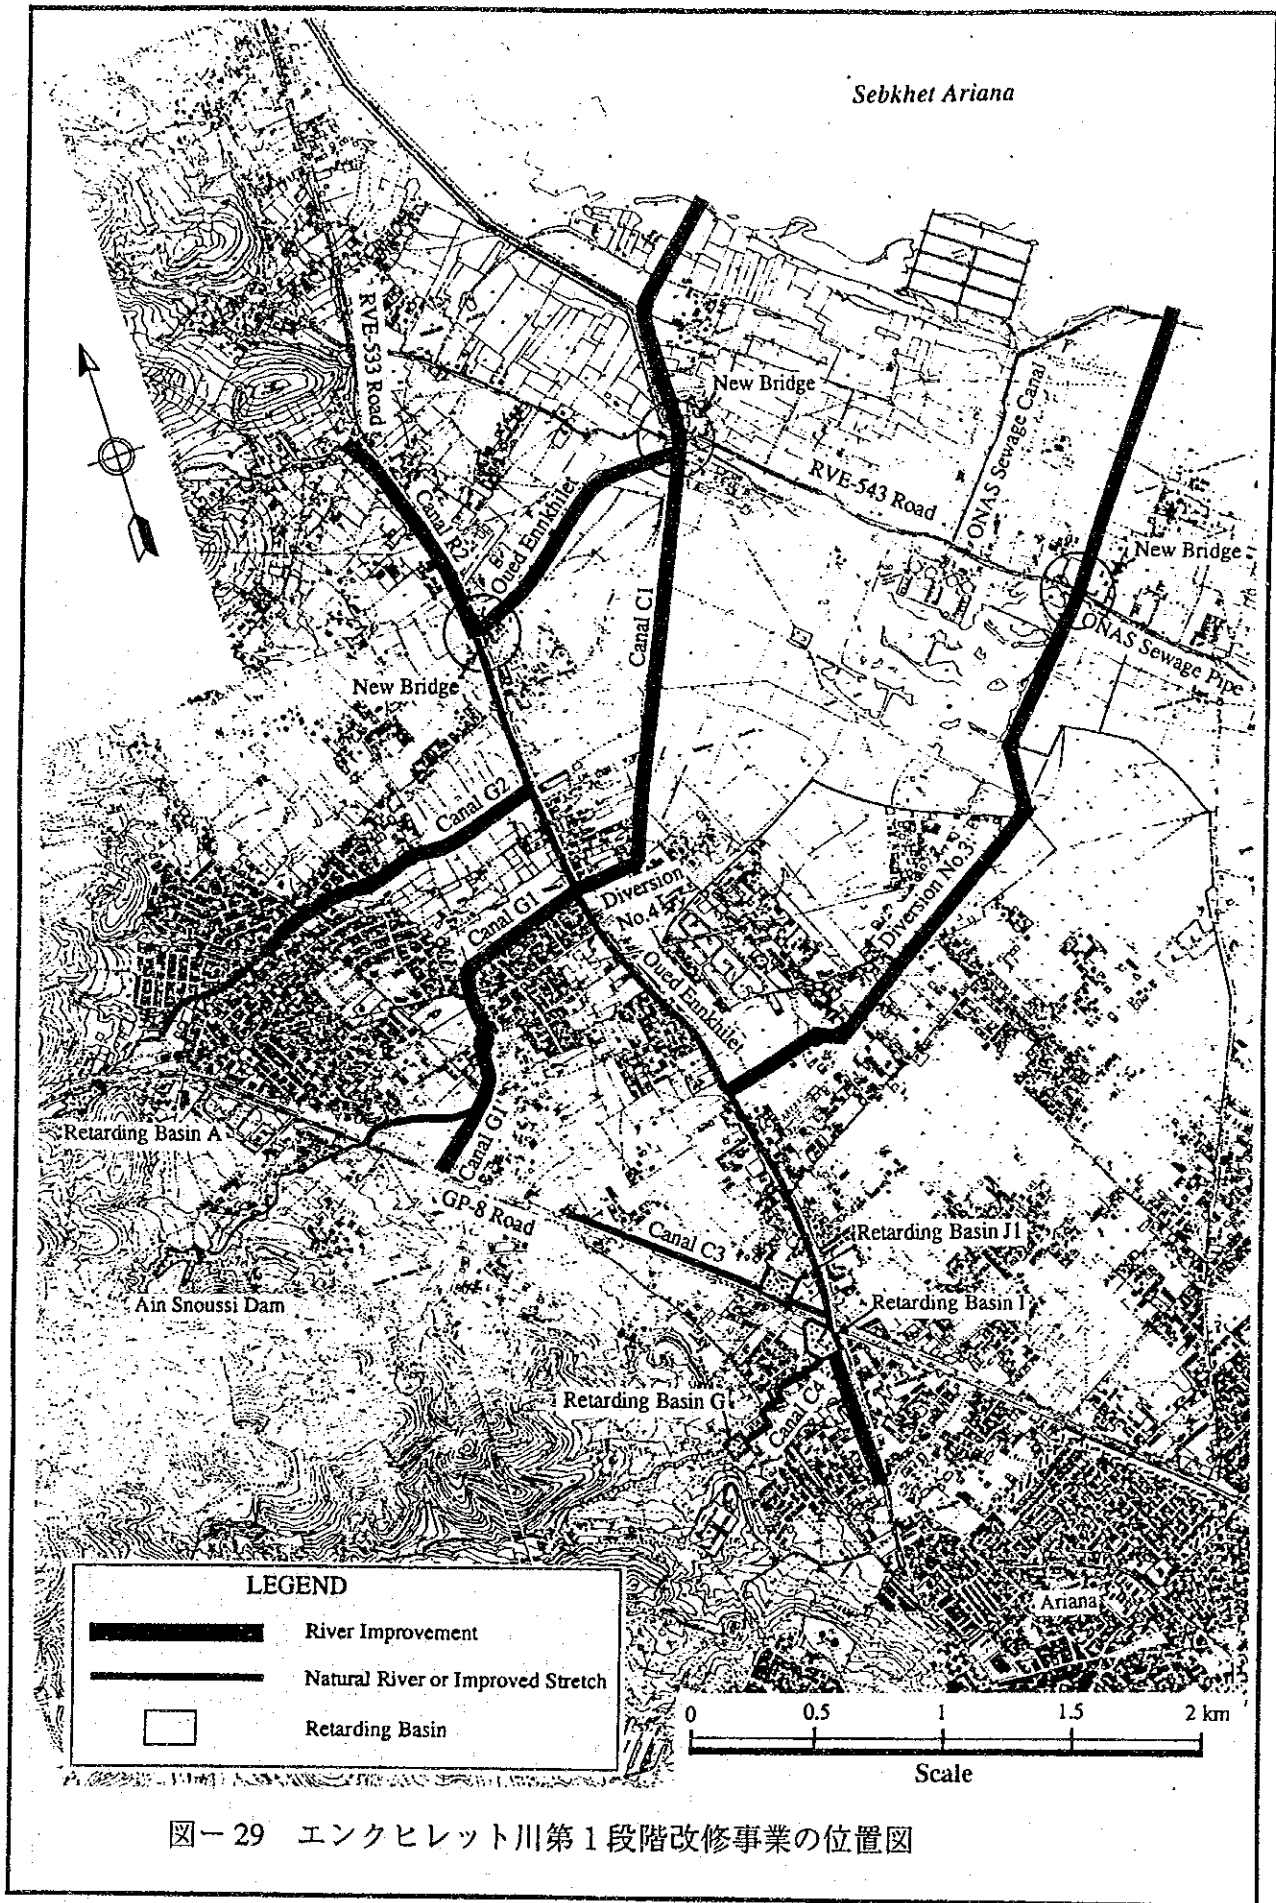 Sebkhet Ariana
RVE-533 Road
New Bridge
ONAS Sewage Canal
RVE-543 Road
Canal R2
Oued Ennkhilet
New Bridge
Canal C1
ONAS Sewage Pipe
New Bridge
Canal G2
Diversion No.3
Canal G1
Diversion
No.4
Oued Ennkhilet
Retarding Basin A
Canal G1
GP-8 Road
Canal C3
Retarding Basin J1
Ain Snoussi Dam
Retarding Basin I
Retarding Basin G
Canal C4
Ariana
LEGEND
River Improvement
Natural River or Improved Stretch
Retarding Basin
0 0.5 1 1.5 2 km
Scale
図－29 エンクヒレット川第1段階改修事業の位置図